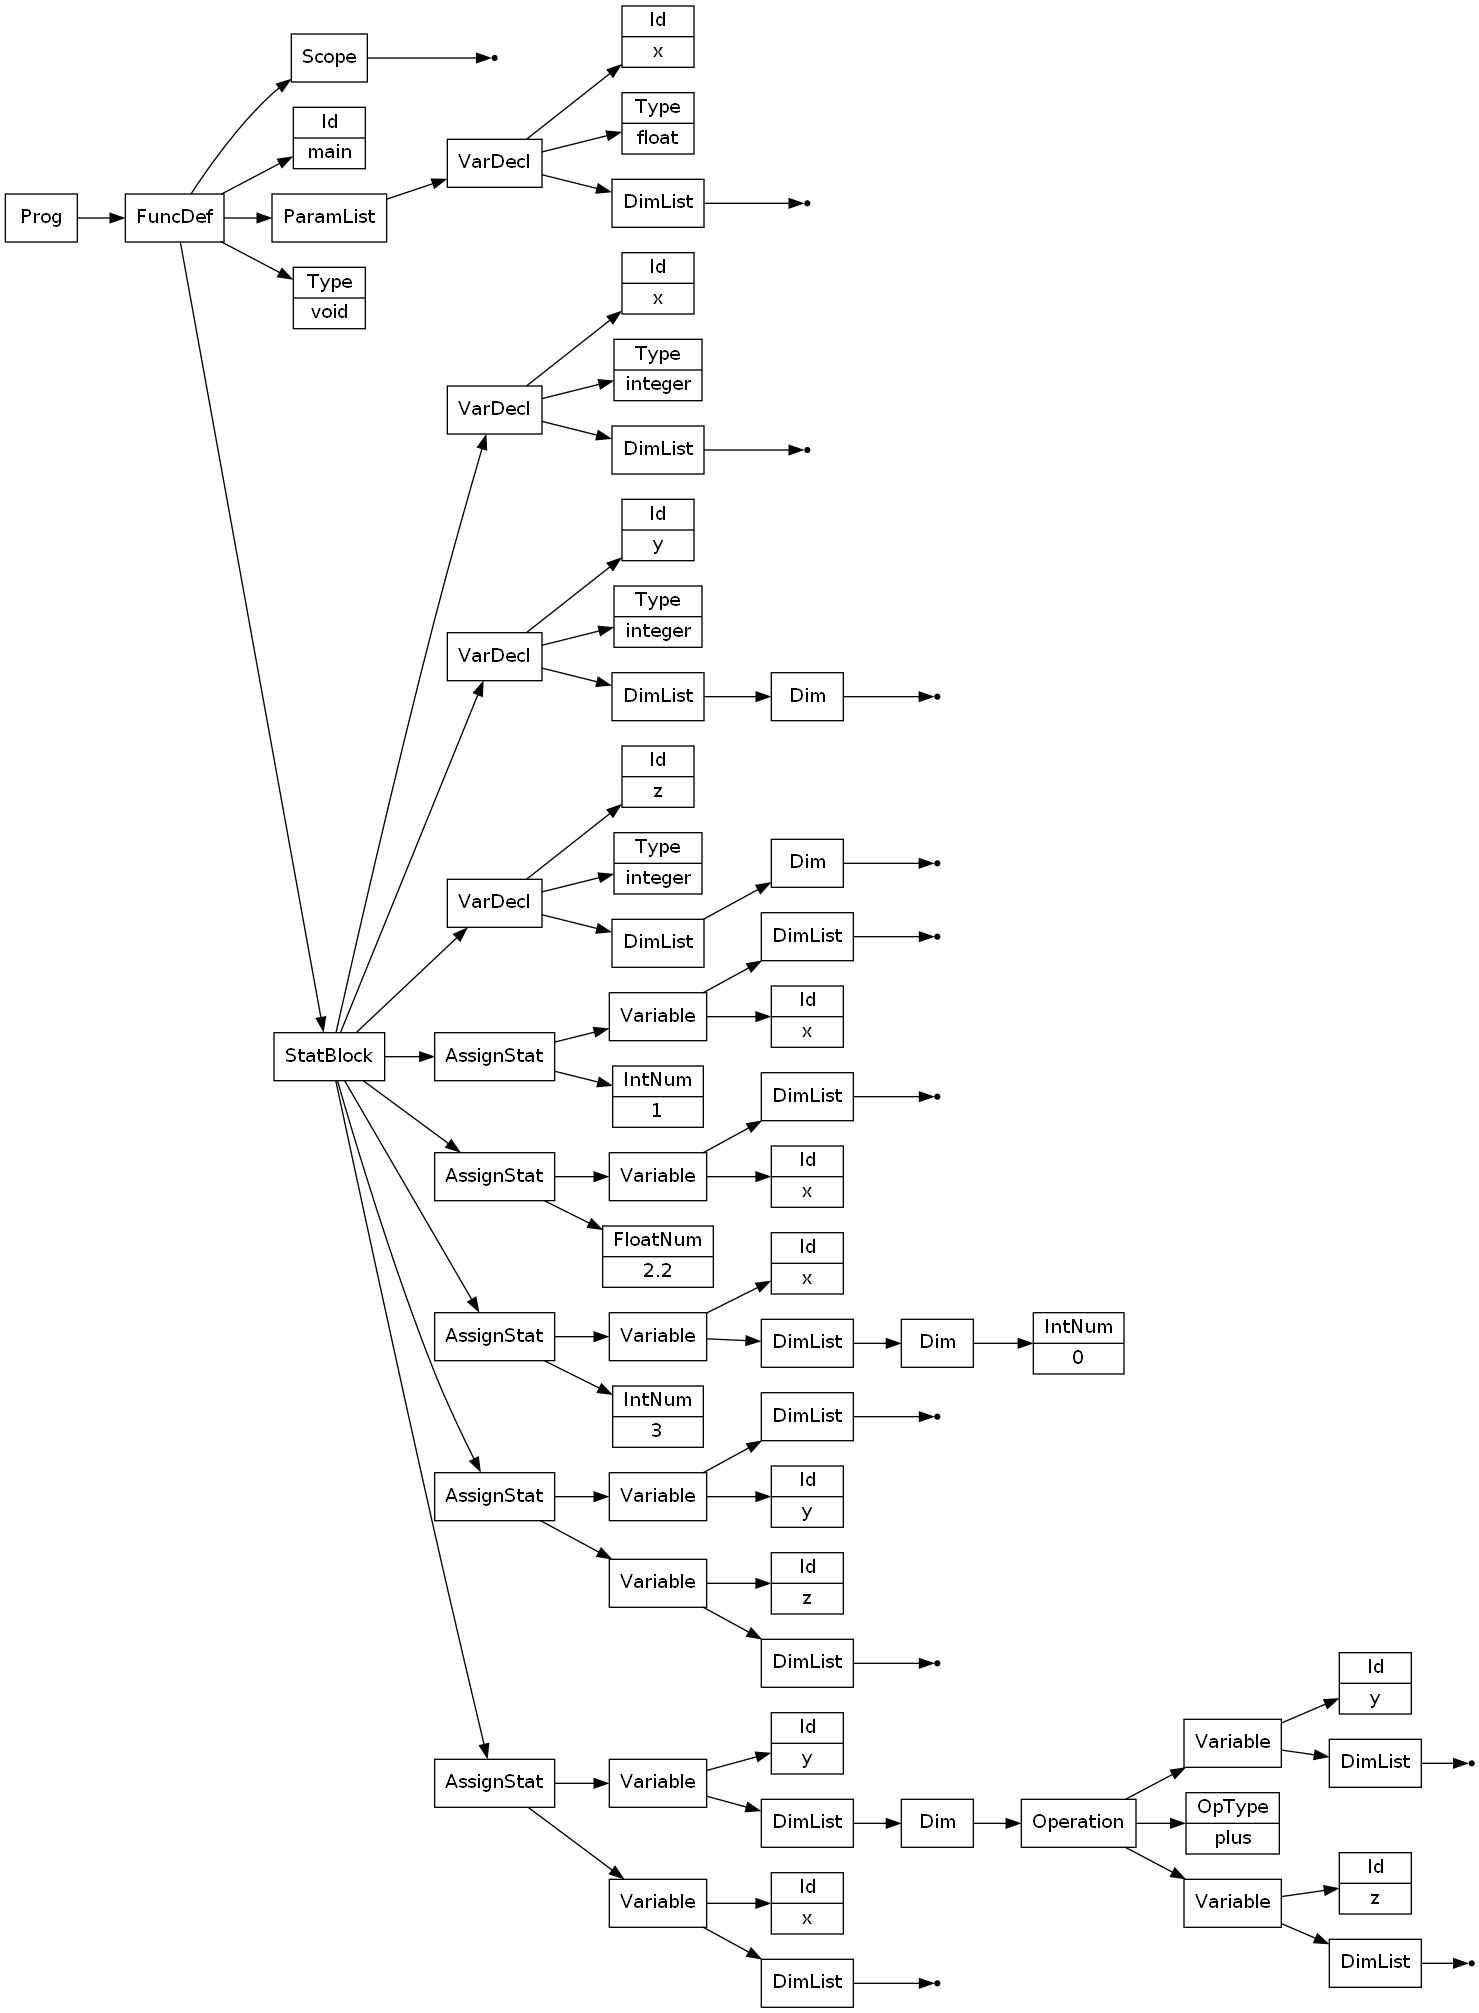 Prog
FuncDef
Scope
Id
main
ParamList
VarDecl
Id
x
Type
float
DimList
Type
void
StatBlock
VarDecl
Id
x
Type
integer
DimList
VarDecl
Id
y
Type
integer
DimList
Dim
VarDecl
Id
z
Type
integer
DimList
Dim
AssignStat
Variable
DimList
Id
x
IntNum
1
AssignStat
Variable
DimList
Id
x
FloatNum
2.2
AssignStat
Variable
Id
x
DimList
Dim
IntNum
0
IntNum
3
AssignStat
Variable
DimList
Id
y
Variable
Id
z
DimList
AssignStat
Variable
Id
y
DimList
Dim
Operation
Variable
Id
y
DimList
OpType
plus
Variable
Id
z
DimList
Variable
Id
x
DimList